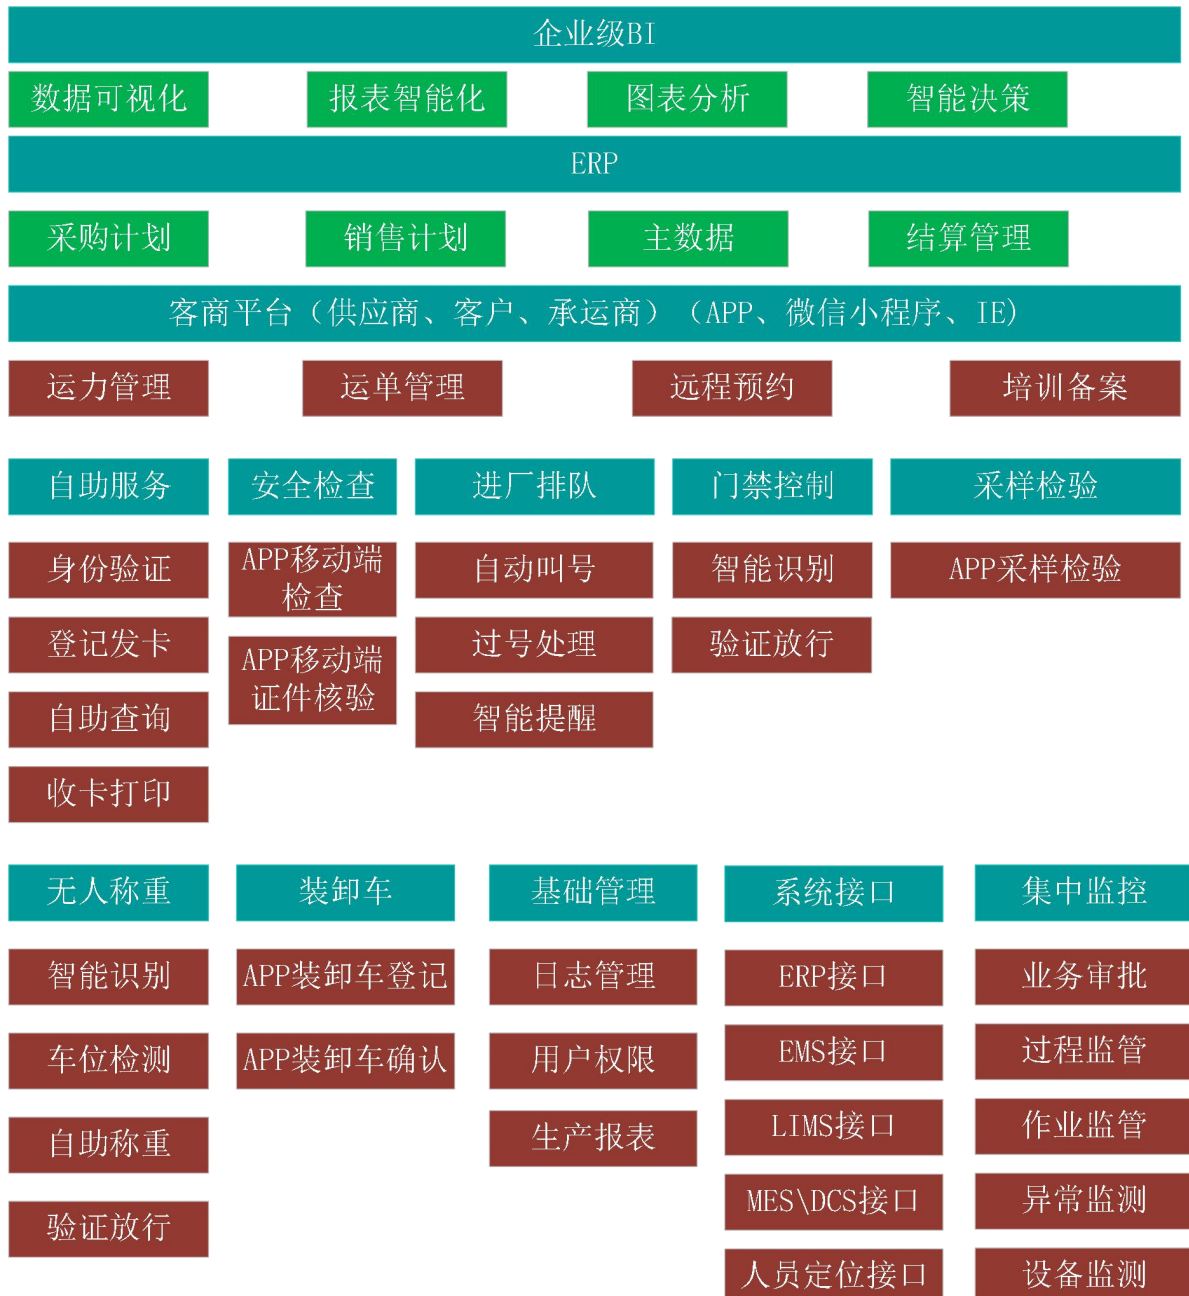 企业级BI
数据可视化
报表智能化
图表分析
智能决策
ERP
采购计划
销售计划
主数据
结算管理
客商平台（供应商、客户、承运商）（APP、微信小程序、IE）
运力管理
运单管理
远程预约
培训备案
自助服务
安全检查
进厂排队
门禁控制
采样检验
身份验证
登记发卡
自助查询
收卡打印
APP移动端
检查
APP移动端
证件核验
自动叫号
过号处理
智能提醒
智能识别
验证放行
APP采样检验
无人称重
装卸车
基础管理
系统接口
集中监控
智能识别
车位检测
自助称重
验证放行
APP装卸车登记
APP装卸车确认
日志管理
用户权限
生产报表
ERP接口
EMS接口
LIMS接口
MES\DCS接口
人员定位接口
业务审批
过程监管
作业监管
异常监测
设备监测